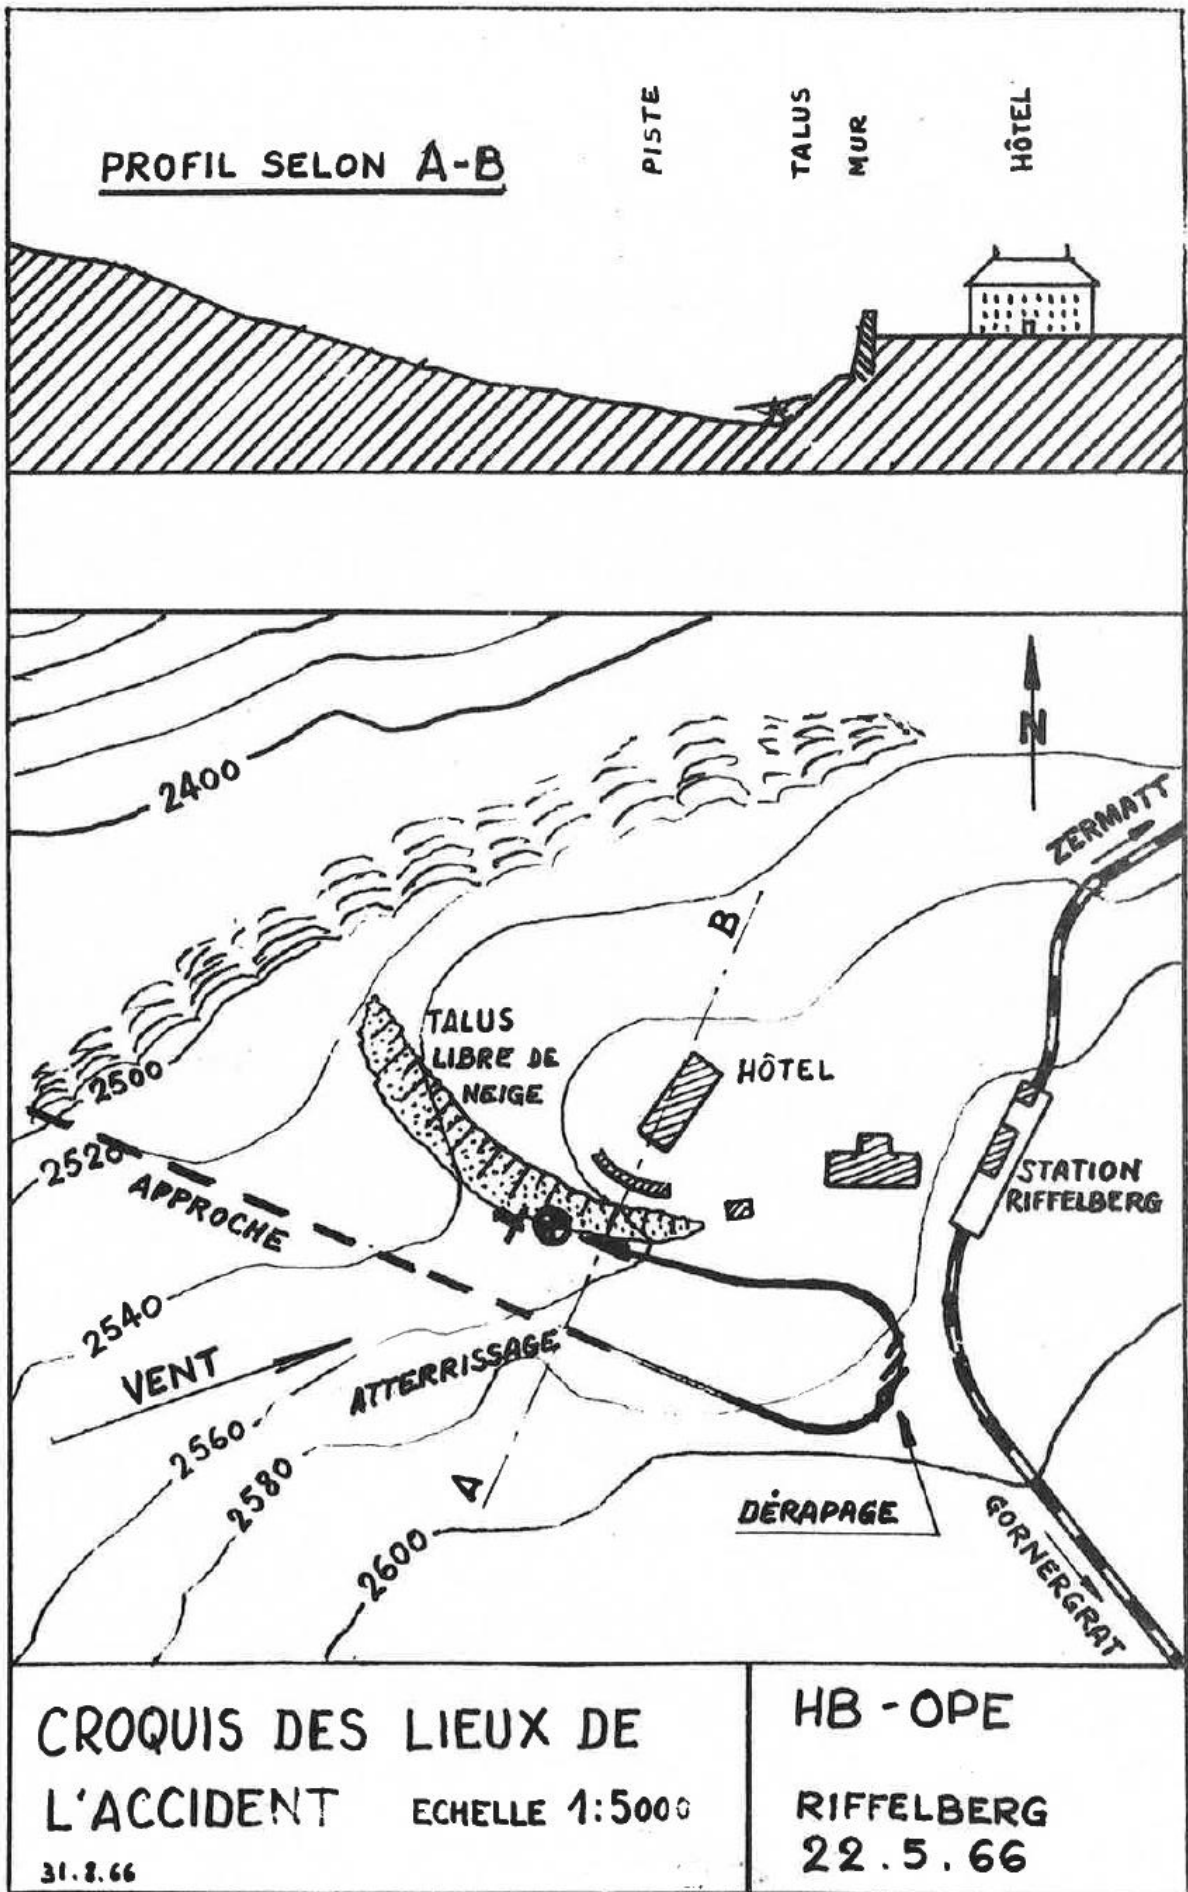 PROFIL SELON A-B
PISTE
TALUS
MUR
HÔTEL
N
2400
ZERMATT
B
TALUS
LIBRE DE
NEIGE
HÔTEL
2500
2520
APPROCHE
STATION
RIFFELBERG
2540
VENT
ATTERRISSAGE
2560
2580
A
DÉRAPAGE
2600
GORNERGRAT
CROQUIS DES LIEUX DE
L'ACCIDENT ECHELLE 1:5000
31.8.66
HB-OPE
RIFFELBERG
22.5.66